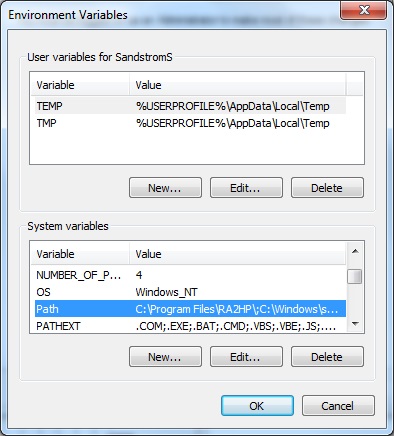 Environment Variables
User variables for SandstromS
Variable Value
TEMP %USERPROFILE%\AppData\Local\Temp
TMP %USERPROFILE%\AppData\Local\Temp
New... Edit... Delete
System variables
Variable Value
NUMBER_OF_P... 4
OS Windows_NT
Path C:\Program Files\RA2HP\;C:\Windows\s...
PATHEXT .COM;.EXE;.BAT;.CMD;.VBS;.VBE;.JS;....
New... Edit... Delete
OK Cancel